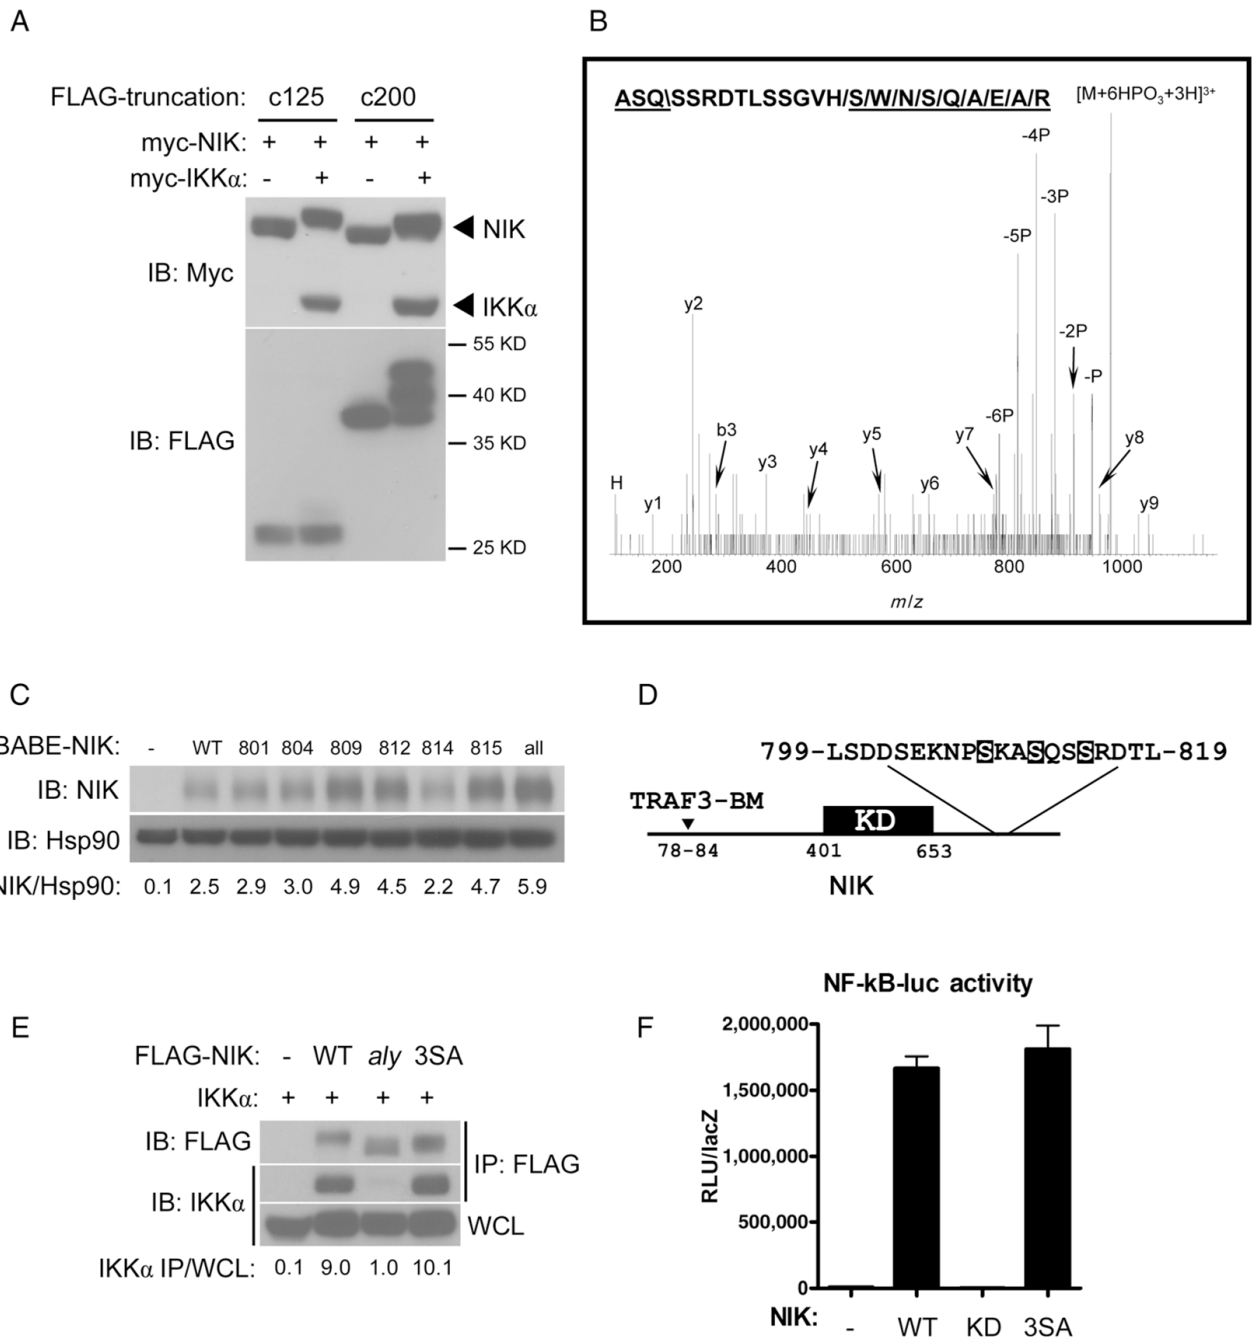 A
FLAG-truncation: c125 c200
myc-NIK: + + + +
myc-IKKα: - + - +
IB: Myc
NIK
IKKα
IB: FLAG
55 KD
40 KD
35 KD
25 KD
B
ASQ\SSRDTLSSGVH/S/W/N/S/Q/A/E/A/R
[M+6HPO3+3H]3+
-4P
-3P
-5P
y2
-2P
-P
-6P
b3
y3
y4
y5
y6
y7
y8
H
y1
y9
200 400 600 800 1000
m/z
C
BABE-NIK: - WT 801 804 809 812 814 815 all
IB: NIK
IB: Hsp90
NIK/Hsp90: 0.1 2.5 2.9 3.0 4.9 4.5 2.2 4.7 5.9
D
799-LSDDSEKNPSKASQSSRDTL-819
TRAF3-BM
KD
78-84 401 653
NIK
E
FLAG-NIK: - WT aly 3SA
IKKα: + + + +
IB: FLAG
IP: FLAG
IB: IKKα
WCL
IKKα IP/WCL: 0.1 9.0 1.0 10.1
F
NF-kB-luc activity
2,000,000
1,500,000
1,000,000
500,000
0
RLU/lacZ
NIK: - WT KD 3SA